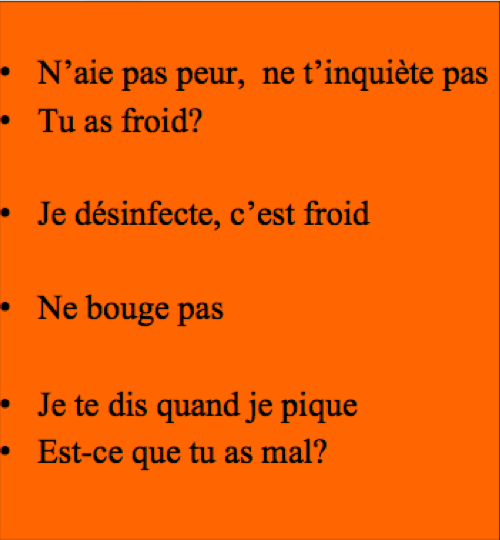 • N’aie pas peur,  ne t’inquiète pas
• Tu as froid?
• Je désinfecte, c’est froid
• Ne bouge pas
• Je te dis quand je pique
• Est-ce que tu as mal?